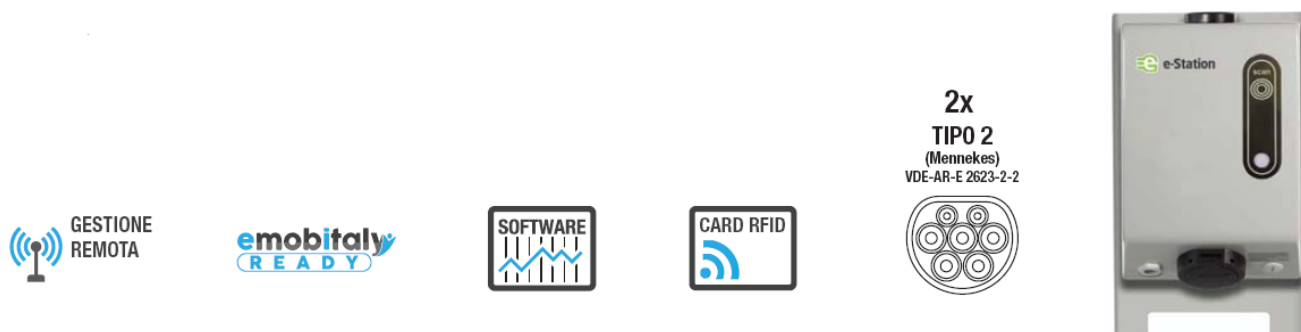 GESTIONE
REMOTA
emobitaly
READY
SOFTWARE
CARD RFID
2x
TIPO 2
(Mennekes)
VDE-AR-E 2623-2-2
e e-Station
scan